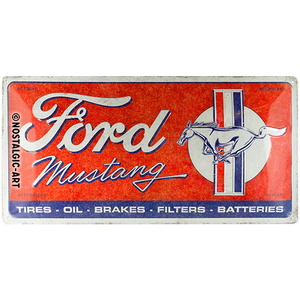 Ford
Mustang
TIRES - OIL - BRAKES - FILTERS - BATTERIES
©NOSTALGIC-ART